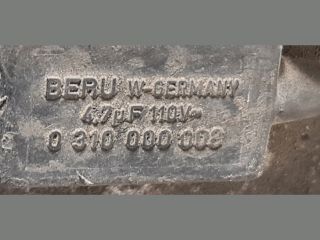 BERU W-GERMANY
4,7µF 110V~
0 310 000 008